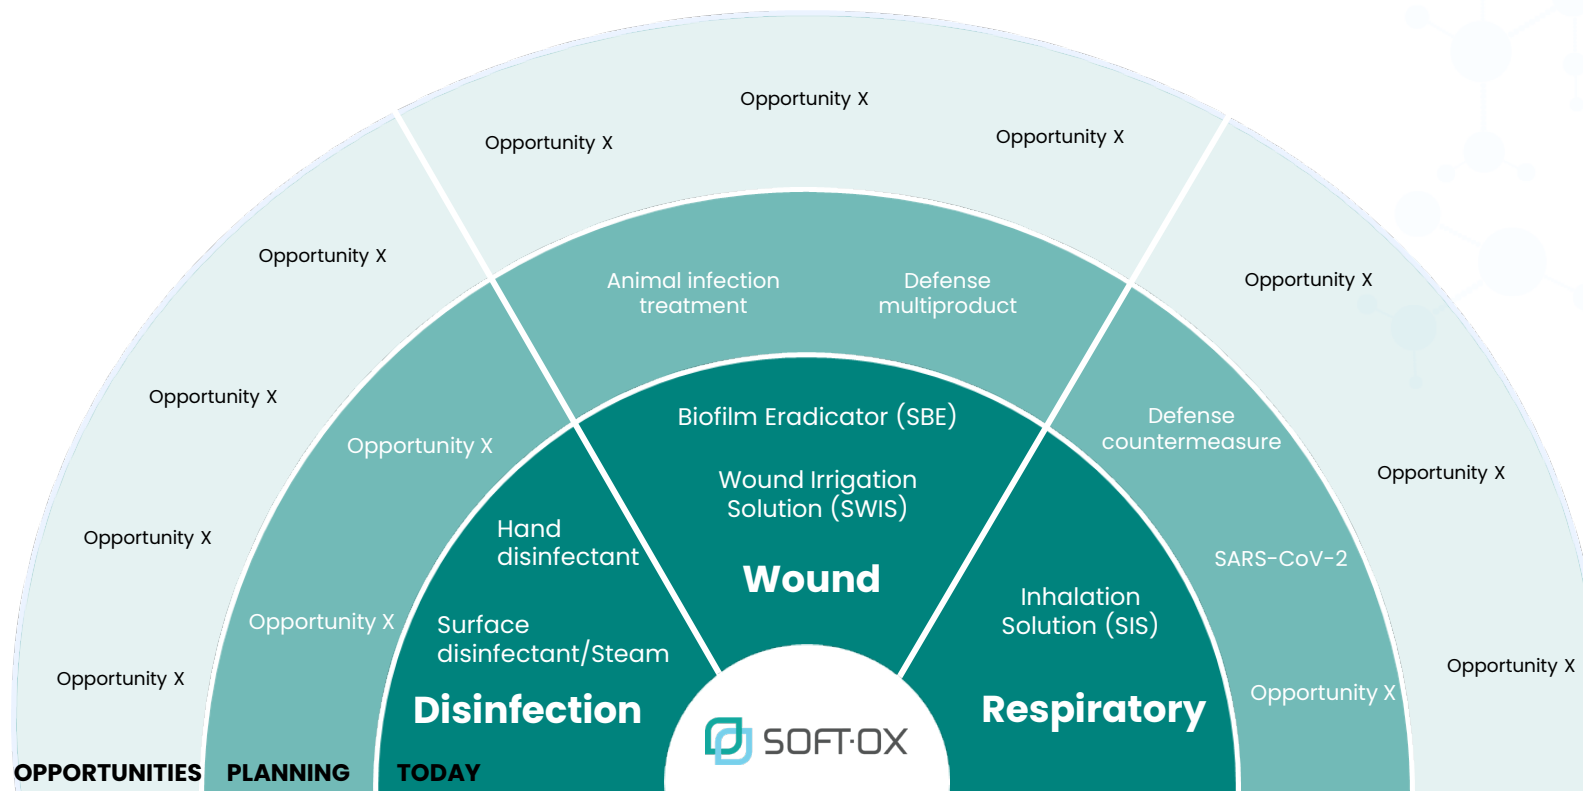 Opportunity X
Opportunity X
Opportunity X
Opportunity X
Opportunity X
Opportunity X
Opportunity X
Opportunity X
Opportunity X
Opportunity X
Animal infection
treatment
Defense
multiproduct
Opportunity X
Opportunity X
Defense
countermeasure
SARS-CoV-2
Opportunity X
Biofilm Eradicator (SBE)
Wound Irrigation
Solution (SWIS)
Wound
Hand
disinfectant
Surface
disinfectant/Steam
Disinfection
Inhalation
Solution (SIS)
Respiratory
SOFT·OX
OPPORTUNITIES
PLANNING
TODAY